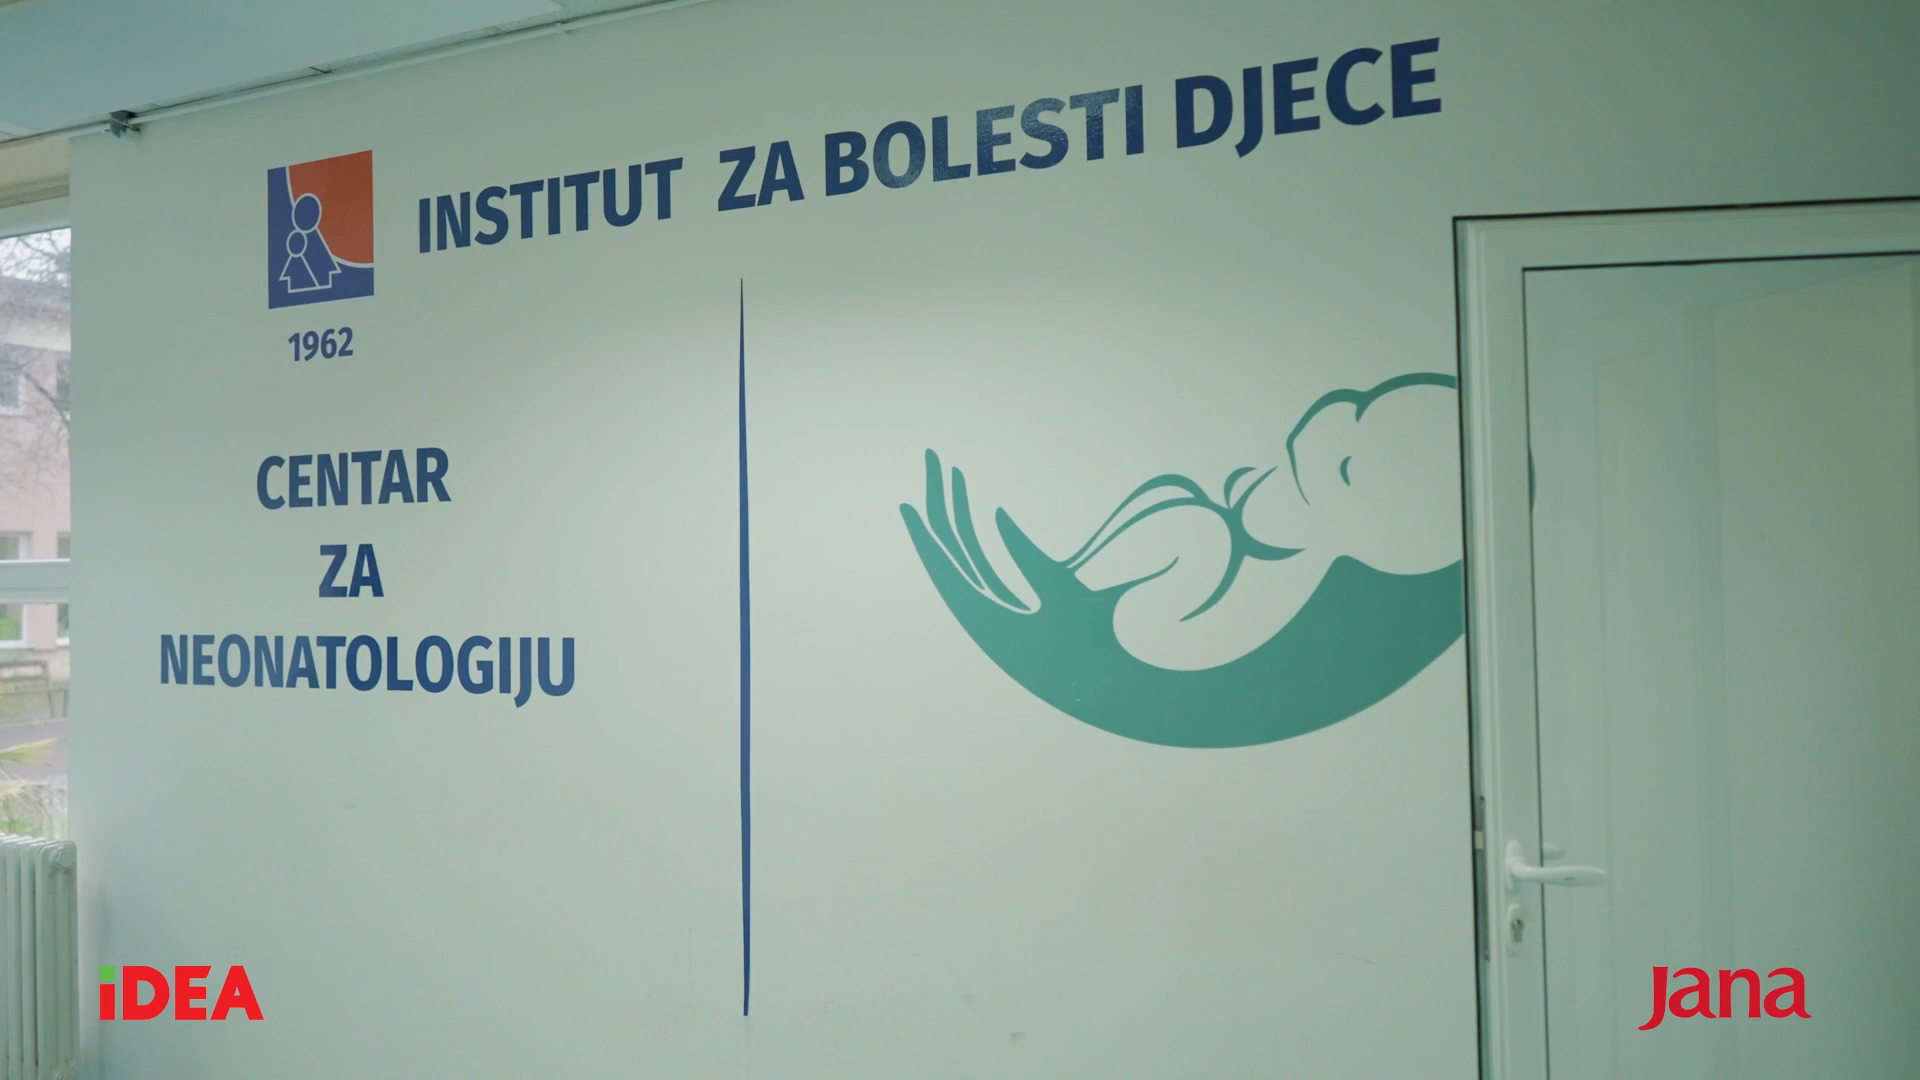 INSTITUT ZA BOLESTI DJECE
1962
CENTAR
ZA
NEONATOLOGIJU
iDEA
Jana